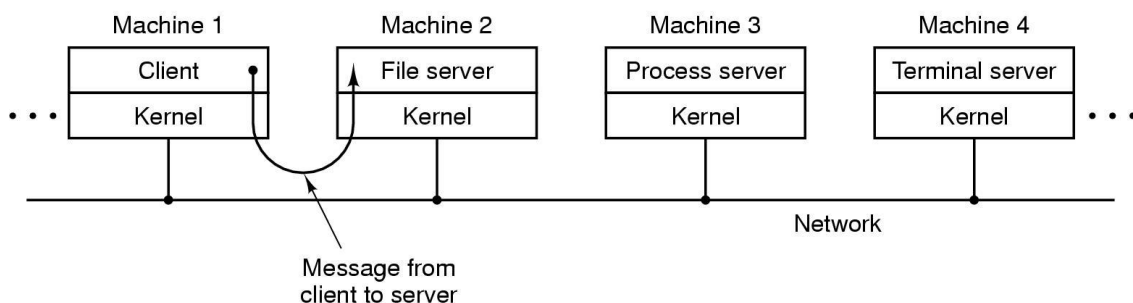 Machine 1
Machine 2
Machine 3
Machine 4
Client
File server
Process server
Terminal server
Kernel
Kernel
Kernel
Kernel
Network
Message from
client to server